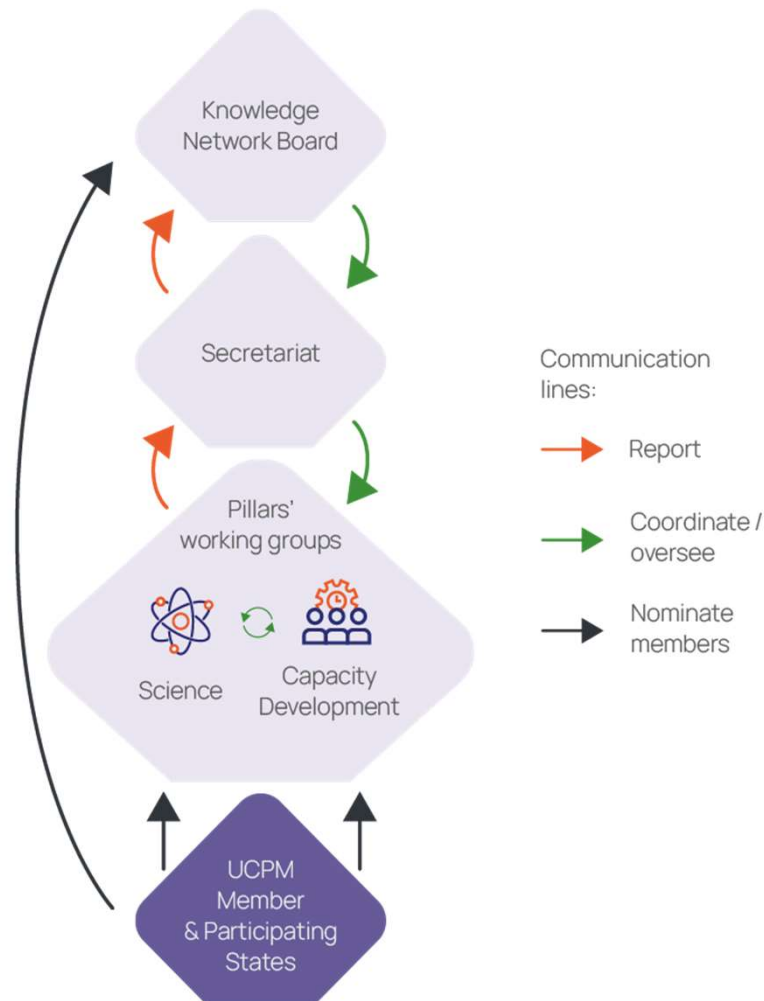 Knowledge
Network Board
Secretariat
Pillars'
working groups
Science
Capacity
Development
UCPM
Member
& Participating
States
Communication
lines:
Report
Coordinate /
oversee
Nominate
members